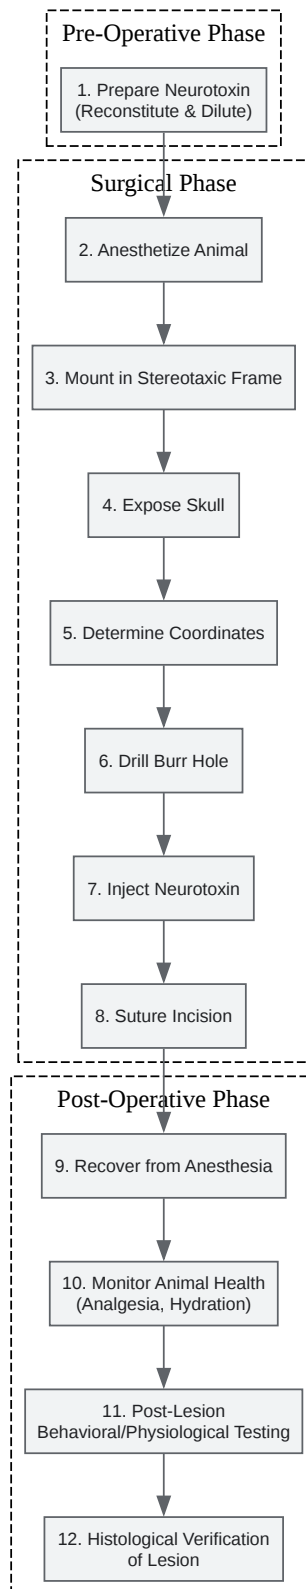 Pre-Operative Phase
1. Prepare Neurotoxin
(Reconstitute & Dilute)
Surgical Phase
2. Anesthetize Animal
3. Mount in Stereotaxic Frame
4. Expose Skull
5. Determine Coordinates
6. Drill Burr Hole
7. Inject Neurotoxin
8. Suture Incision
Post-Operative Phase
9. Recover from Anesthesia
10. Monitor Animal Health
(Analgesia, Hydration)
11. Post-Lesion
Behavioral/Physiological Testing
12. Histological Verification
of Lesion